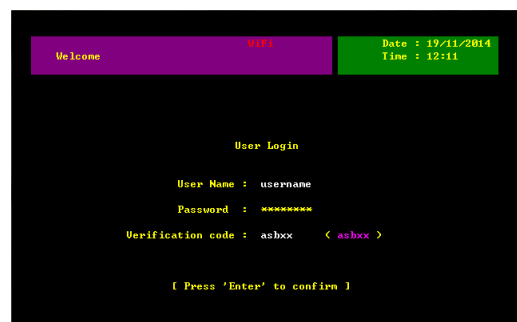 WIFI
Date : 19/11/2014
Welcome
Time : 12:11
User Login
User Name : username
Password : ********
Verification code : asbxx ( asbxx )
[ Press 'Enter' to confirm ]